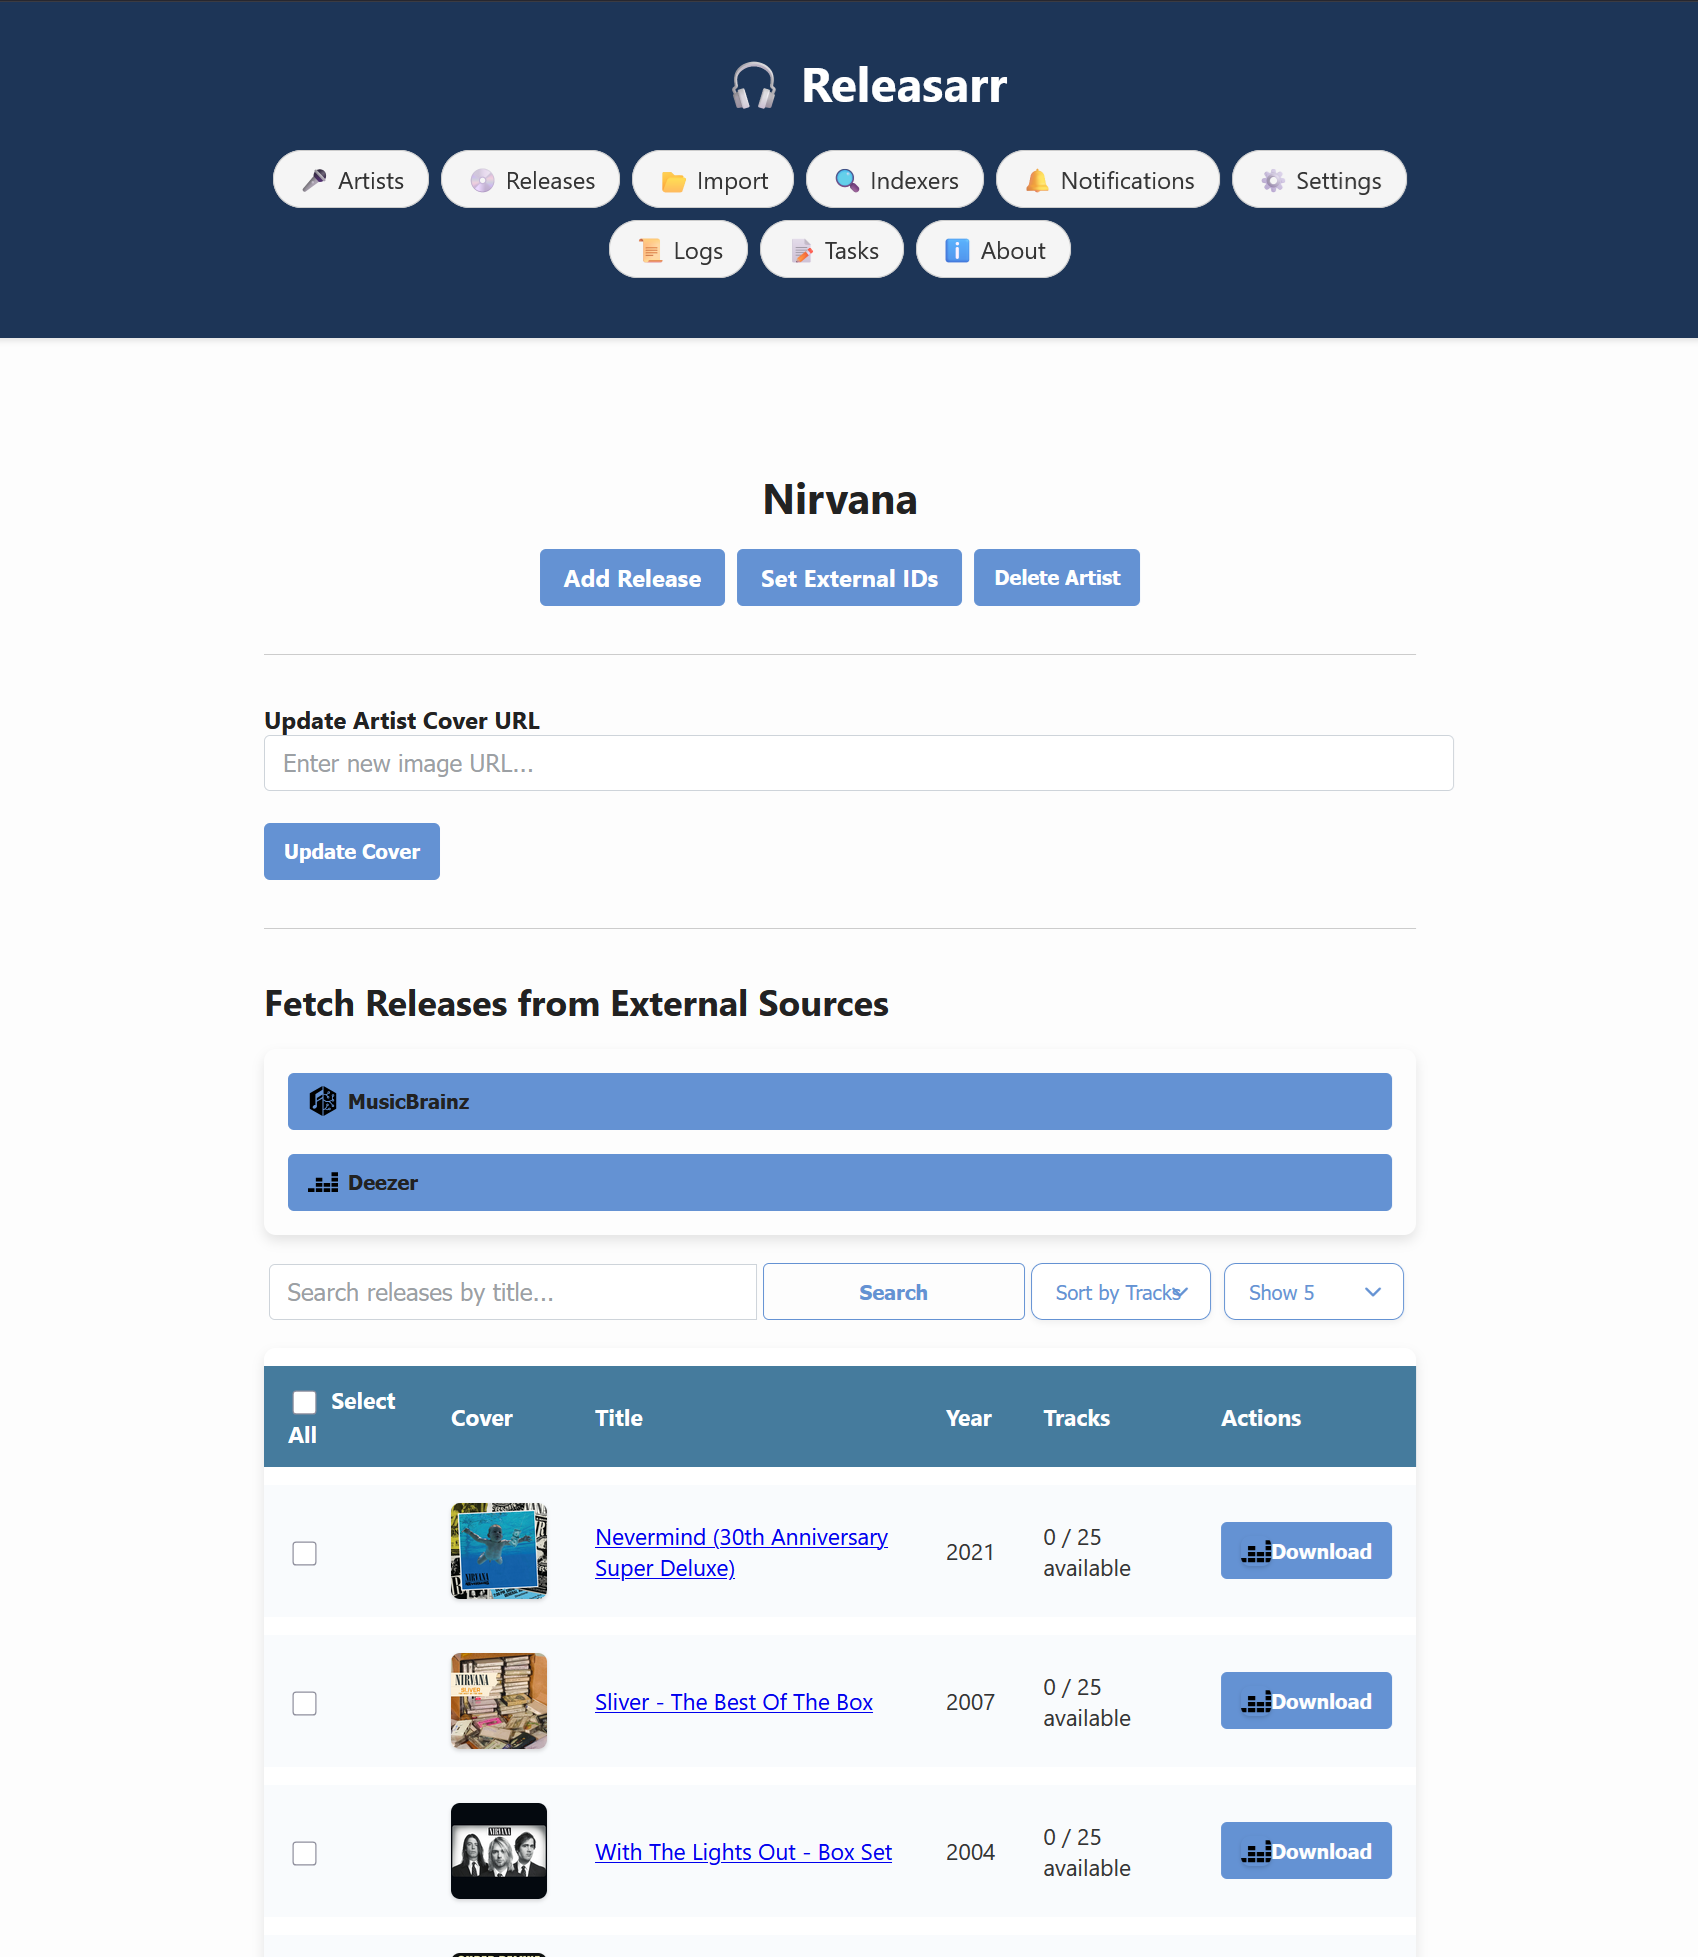 Releasarr
Artists
Releases
Import
Indexers
Notifications
Settings
Logs
Tasks
About
Nirvana
Add Release
Set External IDs
Delete Artist
Update Artist Cover URL
Enter new image URL...
Update Cover
Fetch Releases from External Sources
MusicBrainz
Deezer
Search releases by title...
Search
Sort by Tracks
Show 5
Select
All
Cover
Title
Year
Tracks
Actions
NIRVANA
Nevermind (30th Anniversary
Super Deluxe)
2021
0 / 25
available
Download
NIRVANA
SLIVER
Sliver - The Best Of The Box
2007
0 / 25
available
Download
NIRVANA
With The Lights Out - Box Set
2004
0 / 25
available
Download